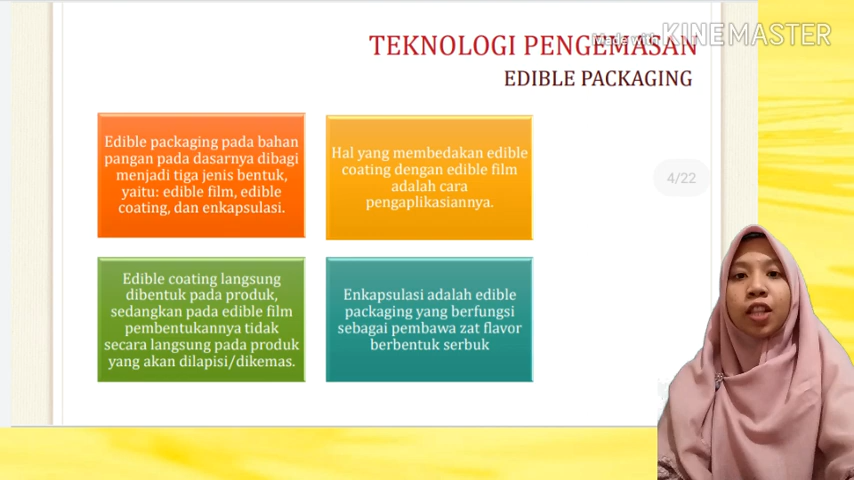 TEKNOLOGI PENGEMASAN
Made with KINEMASTER
EDIBLE PACKAGING
Edible packaging pada bahan
pangan pada dasarnya dibagi
menjadi tiga jenis bentuk,
yaitu: edible film, edible
coating, dan enkapsulasi.
Hal yang membedakan edible
coating dengan edible film
adalah cara
pengaplikasiannya.
4/22
Edible coating langsung
dibentuk pada produk,
sedangkan pada edible film
pembentukannya tidak
secara langsung pada produk
yang akan dilapisi/dikemas.
Enkapsulasi adalah edible
packaging yang berfungsi
sebagai pembawa zat flavor
berbentuk serbuk